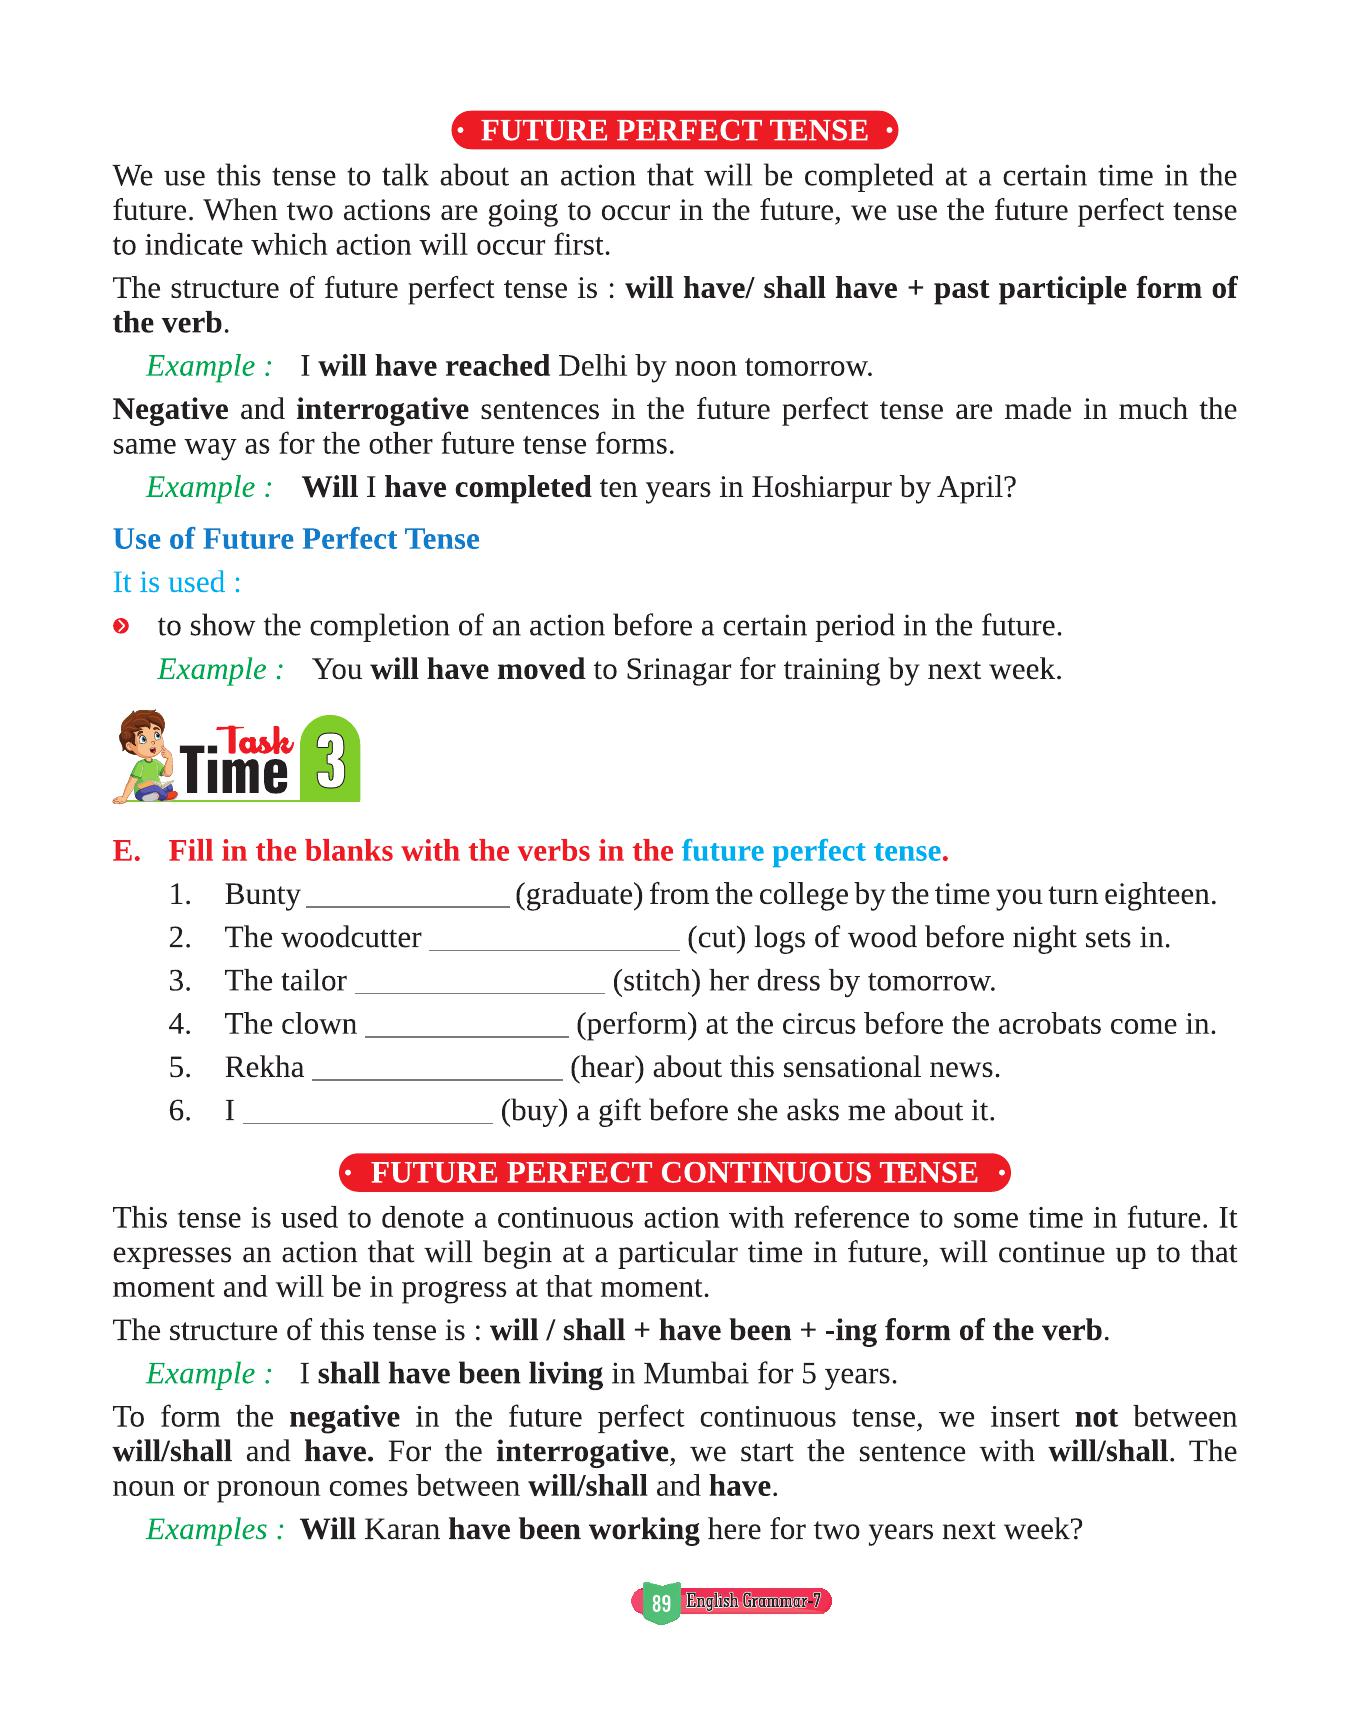 • FUTURE PERFECT TENSE •
We use this tense to talk about an action that will be completed at a certain time in the
future. When two actions are going to occur in the future, we use the future perfect tense
to indicate which action will occur first.
The structure of future perfect tense is : will have/ shall have + past participle form of
the verb.
Example : I will have reached Delhi by noon tomorrow.
Negative and interrogative sentences in the future perfect tense are made in much the
same way as for the other future tense forms.
Example : Will I have completed ten years in Hoshiarpur by April?
Use of Future Perfect Tense
It is used :
to show the completion of an action before a certain period in the future.
Example : You will have moved to Srinagar for training by next week.
Task
Time 3
E. Fill in the blanks with the verbs in the future perfect tense.
1. Bunty _____________ (graduate) from the college by the time you turn eighteen.
2. The woodcutter ________________ (cut) logs of wood before night sets in.
3. The tailor ________________ (stitch) her dress by tomorrow.
4. The clown _____________ (perform) at the circus before the acrobats come in.
5. Rekha ________________ (hear) about this sensational news.
6. I ________________ (buy) a gift before she asks me about it.
• FUTURE PERFECT CONTINUOUS TENSE •
This tense is used to denote a continuous action with reference to some time in future. It
expresses an action that will begin at a particular time in future, will continue up to that
moment and will be in progress at that moment.
The structure of this tense is : will / shall + have been + -ing form of the verb.
Example : I shall have been living in Mumbai for 5 years.
To form the negative in the future perfect continuous tense, we insert not between
will/shall and have. For the interrogative, we start the sentence with will/shall. The
noun or pronoun comes between will/shall and have.
Examples : Will Karan have been working here for two years next week?
89 English Grammar-7